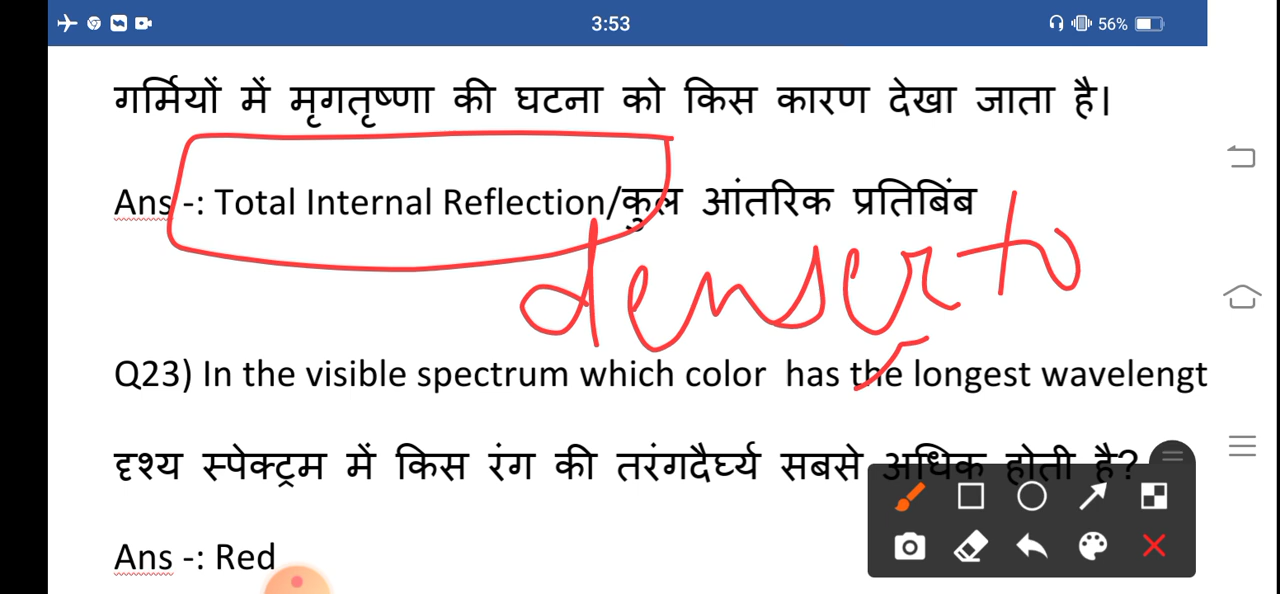 3:53
56%
गर्मियों में मृगतृष्णा की घटना को किस कारण देखा जाता है।
Ans -: Total Internal Reflection/कुल आंतरिक प्रतिबिंब
denser to
Q23) In the visible spectrum which color has the longest wavelengt
दृश्य स्पेक्ट्रम में किस रंग की तरंगदैर्घ्य सबसे अधिक होती है?
Ans -: Red